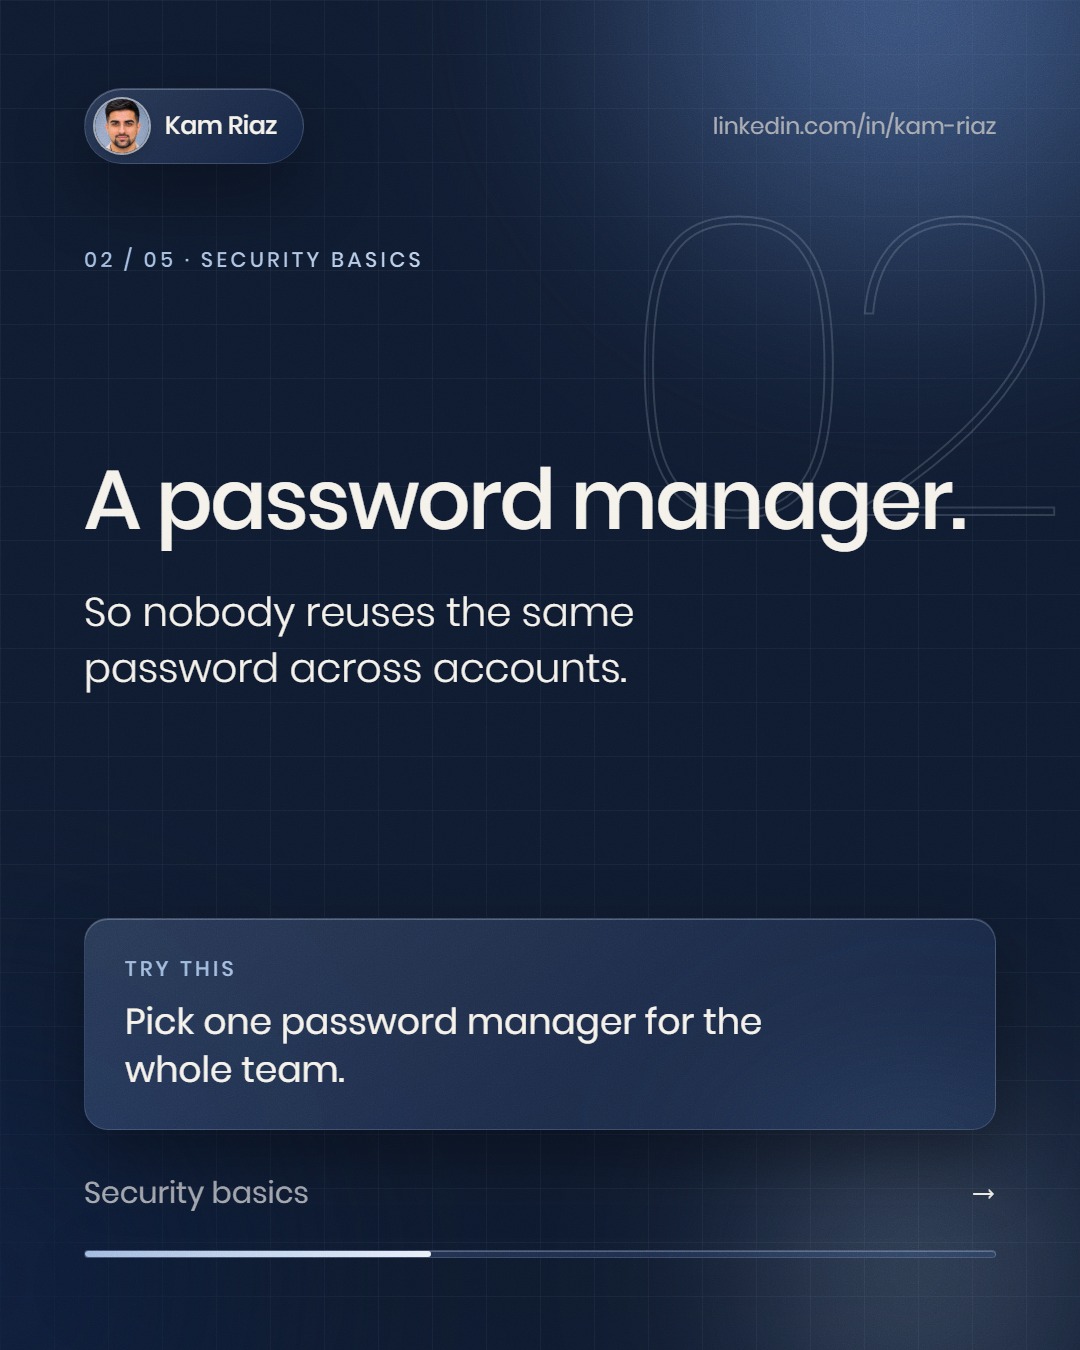 Kam Riaz
linkedin.com/in/kam-riaz
02 / 05 · SECURITY BASICS
02
A password manager.
So nobody reuses the same
password across accounts.
TRY THIS
Pick one password manager for the
whole team.
Security basics
→